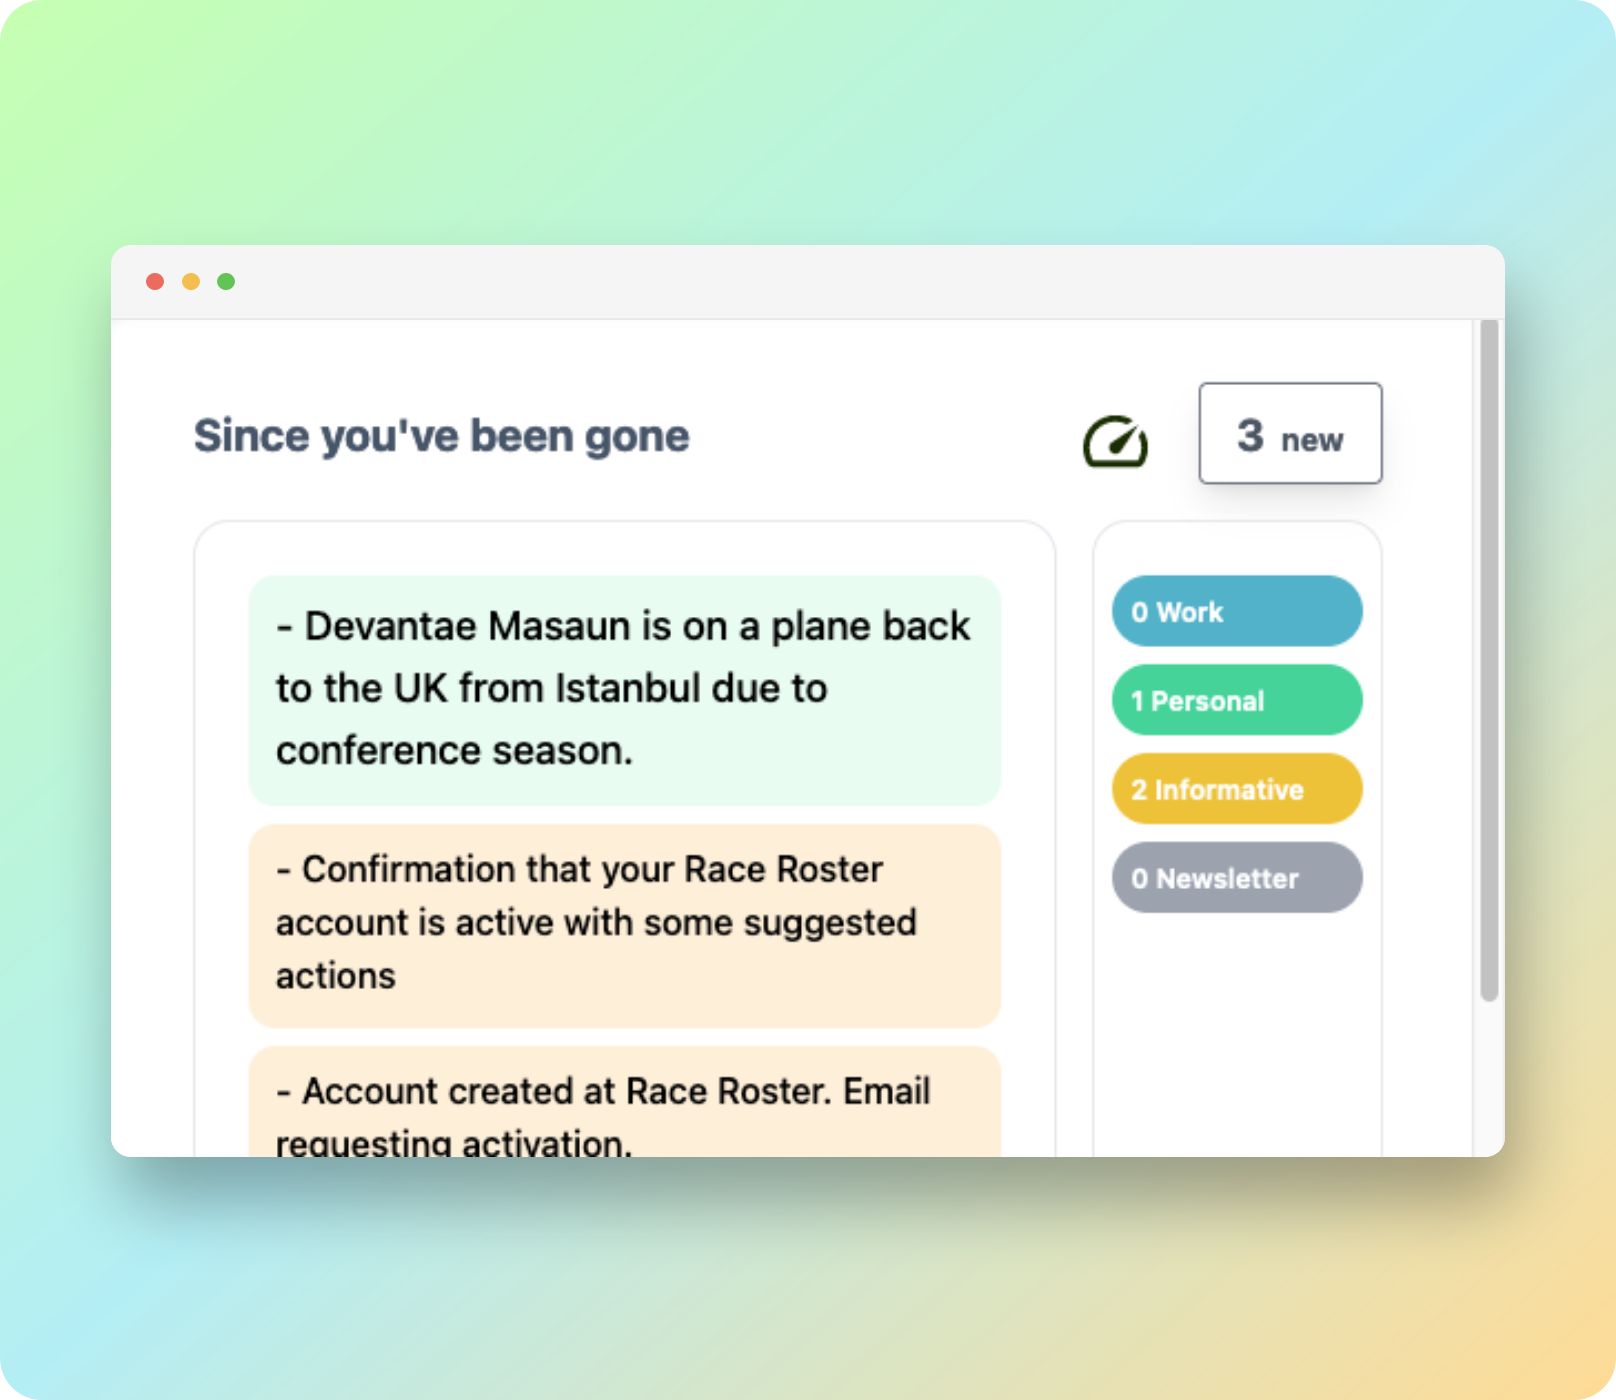 Since you've been gone
3 new
- Devantae Masaun is on a plane back
to the UK from Istanbul due to
conference season.
- Confirmation that your Race Roster
account is active with some suggested
actions
- Account created at Race Roster. Email
requesting activation.
0 Work
1 Personal
2 Informative
0 Newsletter